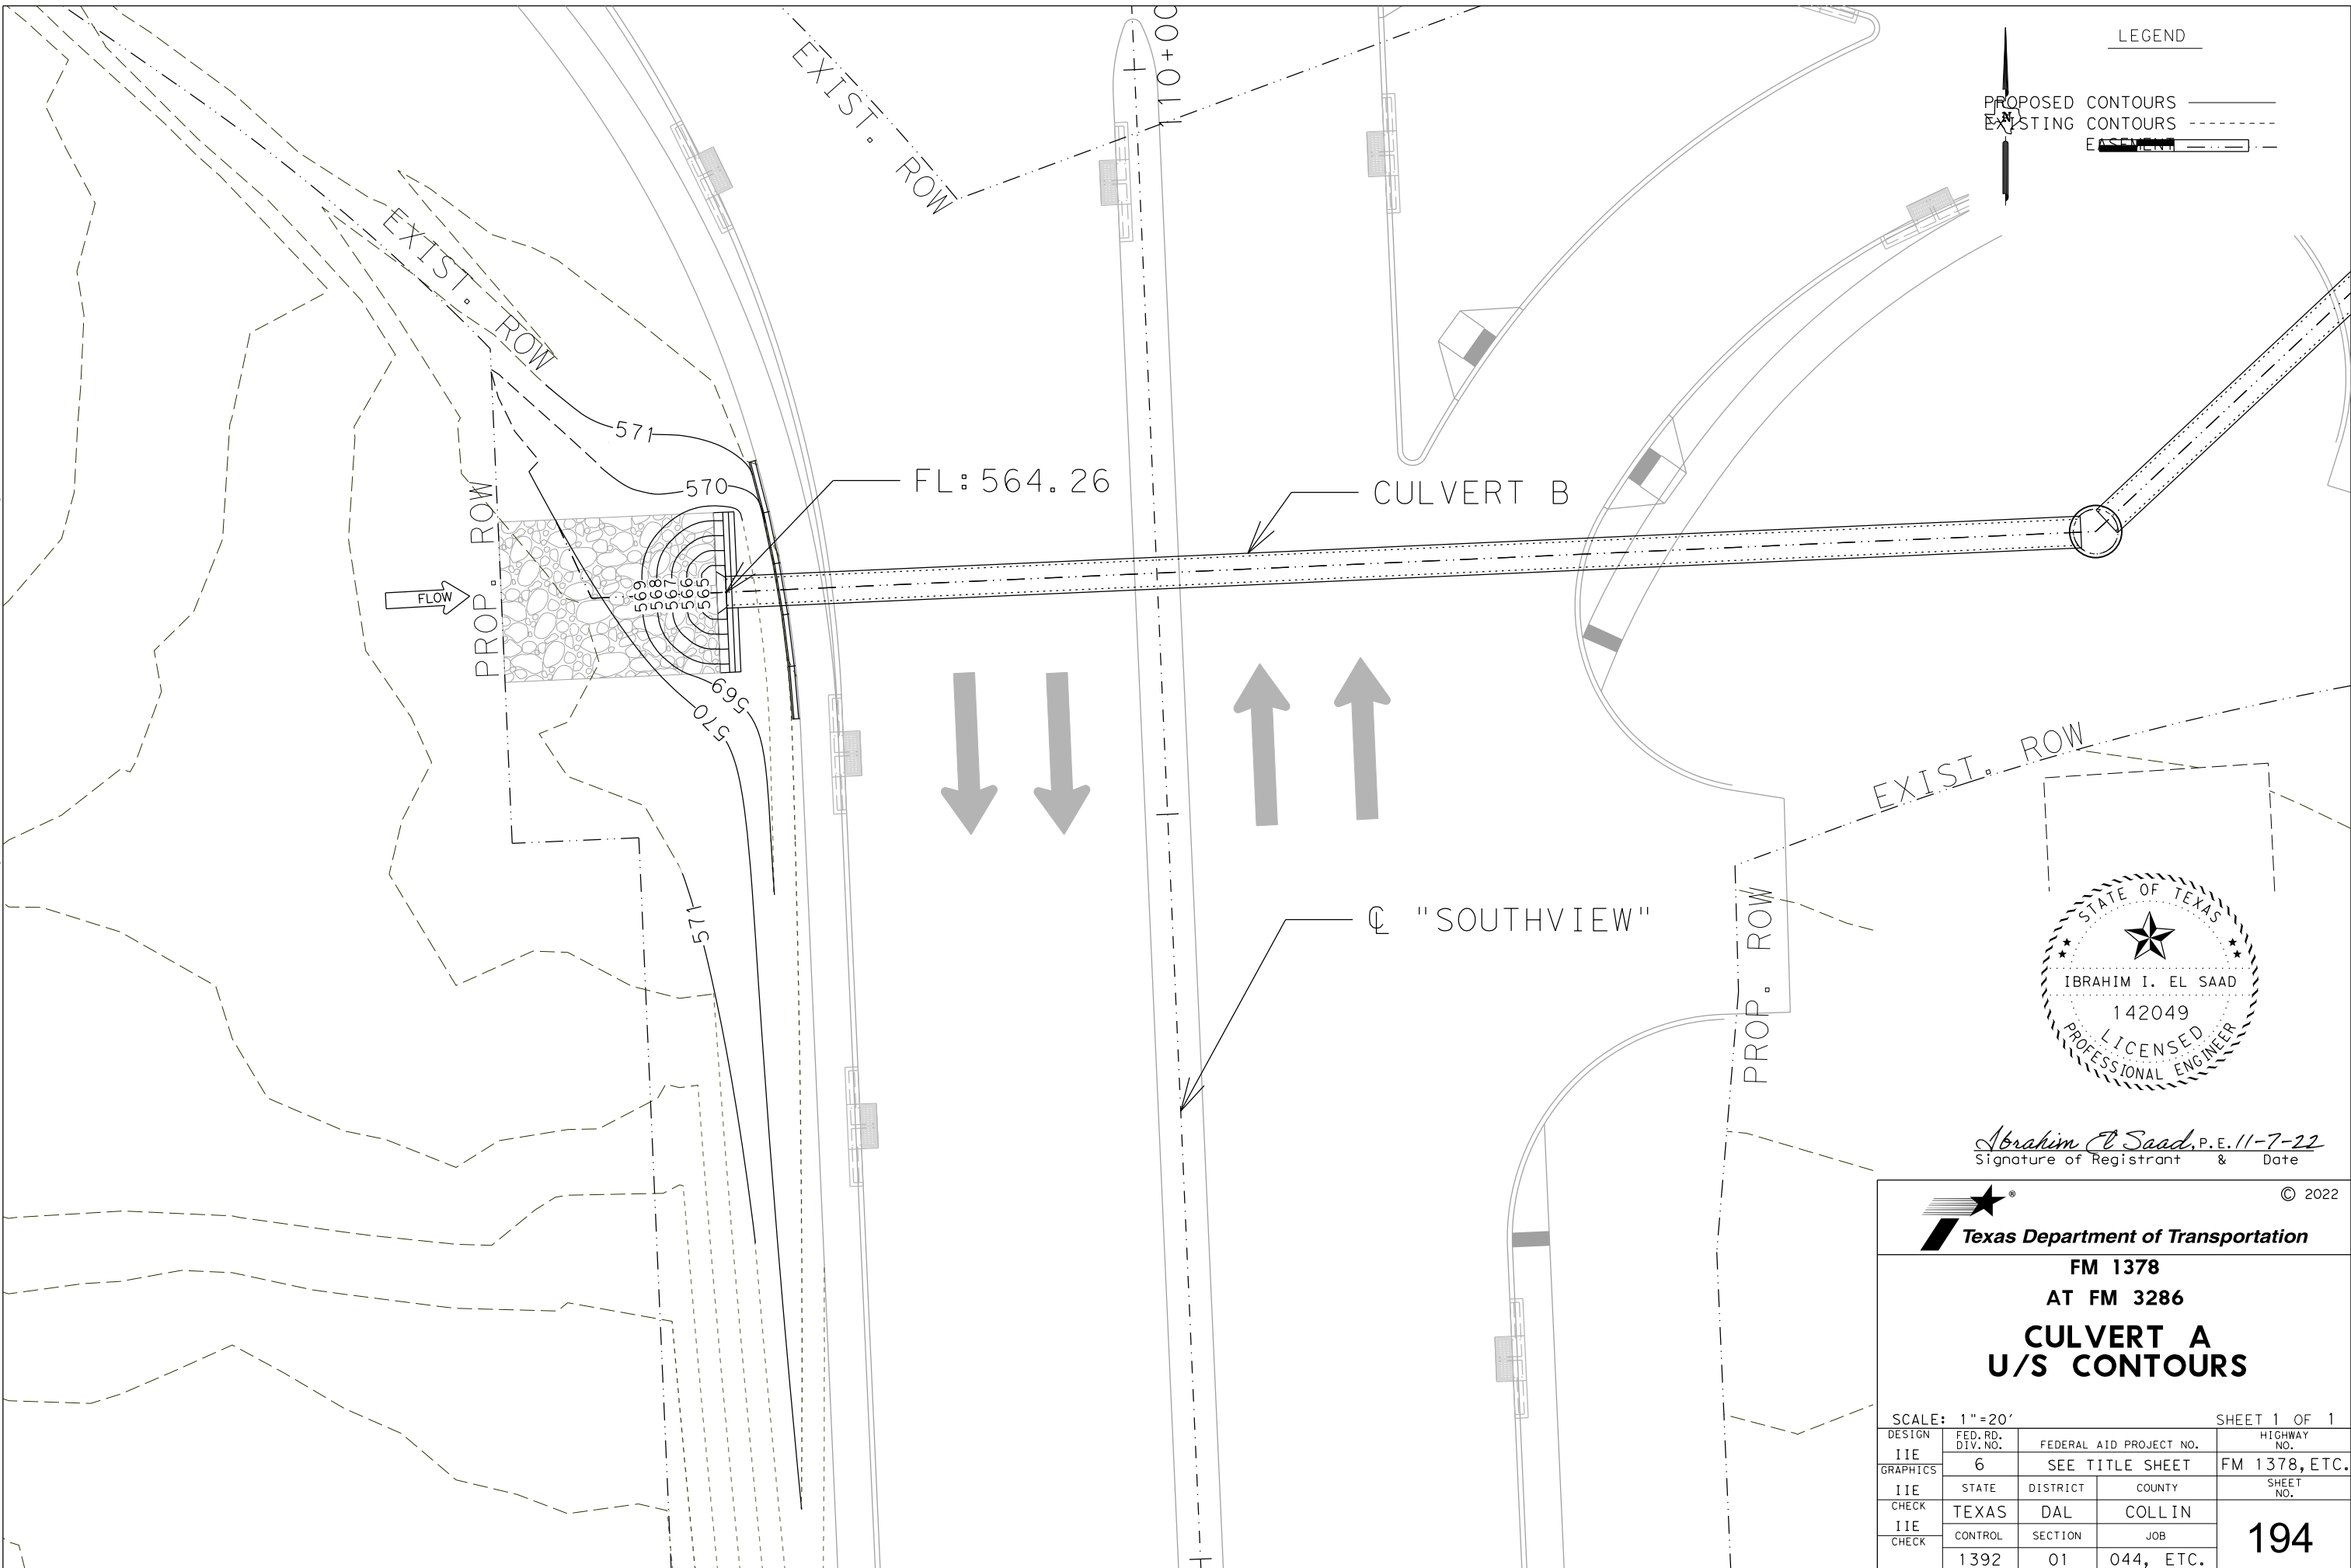 LEGEND
PROPOSED CONTOURS
EXISTING CONTOURS
EASEMENT
N
110+00
EXIST. ROW
EXIST. ROW
571
570
FL: 564.26
CULVERT B
PROP. ROW
FLOW
569
568
567
566
565
569
570
571
EXIST. ROW
℄ "SOUTHVIEW"
PROP. ROW
STATE OF TEXAS
IBRAHIM I. EL SAAD
142049
LICENSED
PROFESSIONAL ENGINEER
Ibrahim El Saad, P.E. 11-7-22
Signature of Registrant & Date
® © 2022
Texas Department of Transportation
FM 1378
AT FM 3286
CULVERT A
U/S CONTOURS
SCALE: 1"=20' SHEET 1 OF 1
DESIGN FED.RD. DIV.NO. FEDERAL AID PROJECT NO. HIGHWAY NO.
IIE 6 SEE TITLE SHEET FM 1378,ETC.
GRAPHICS STATE DISTRICT COUNTY SHEET NO.
IIE
CHECK TEXAS DAL COLLIN 194
IIE CONTROL SECTION JOB
CHECK 1392 01 044, ETC.